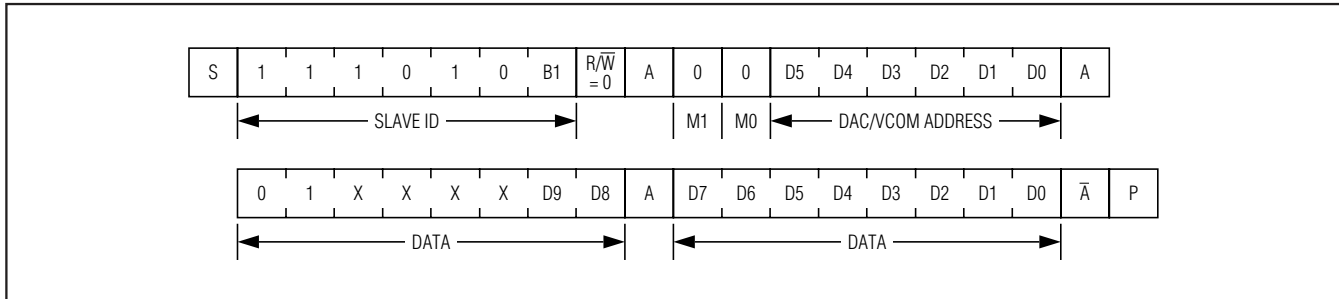 S 1 1 1 0 1 0 B1 R/W̅ = 0 A 0 0 D5 D4 D3 D2 D1 D0 A
SLAVE ID M1 M0 DAC/VCOM ADDRESS
0 1 X X X X D9 D8 A D7 D6 D5 D4 D3 D2 D1 D0 A̅ P
DATA DATA